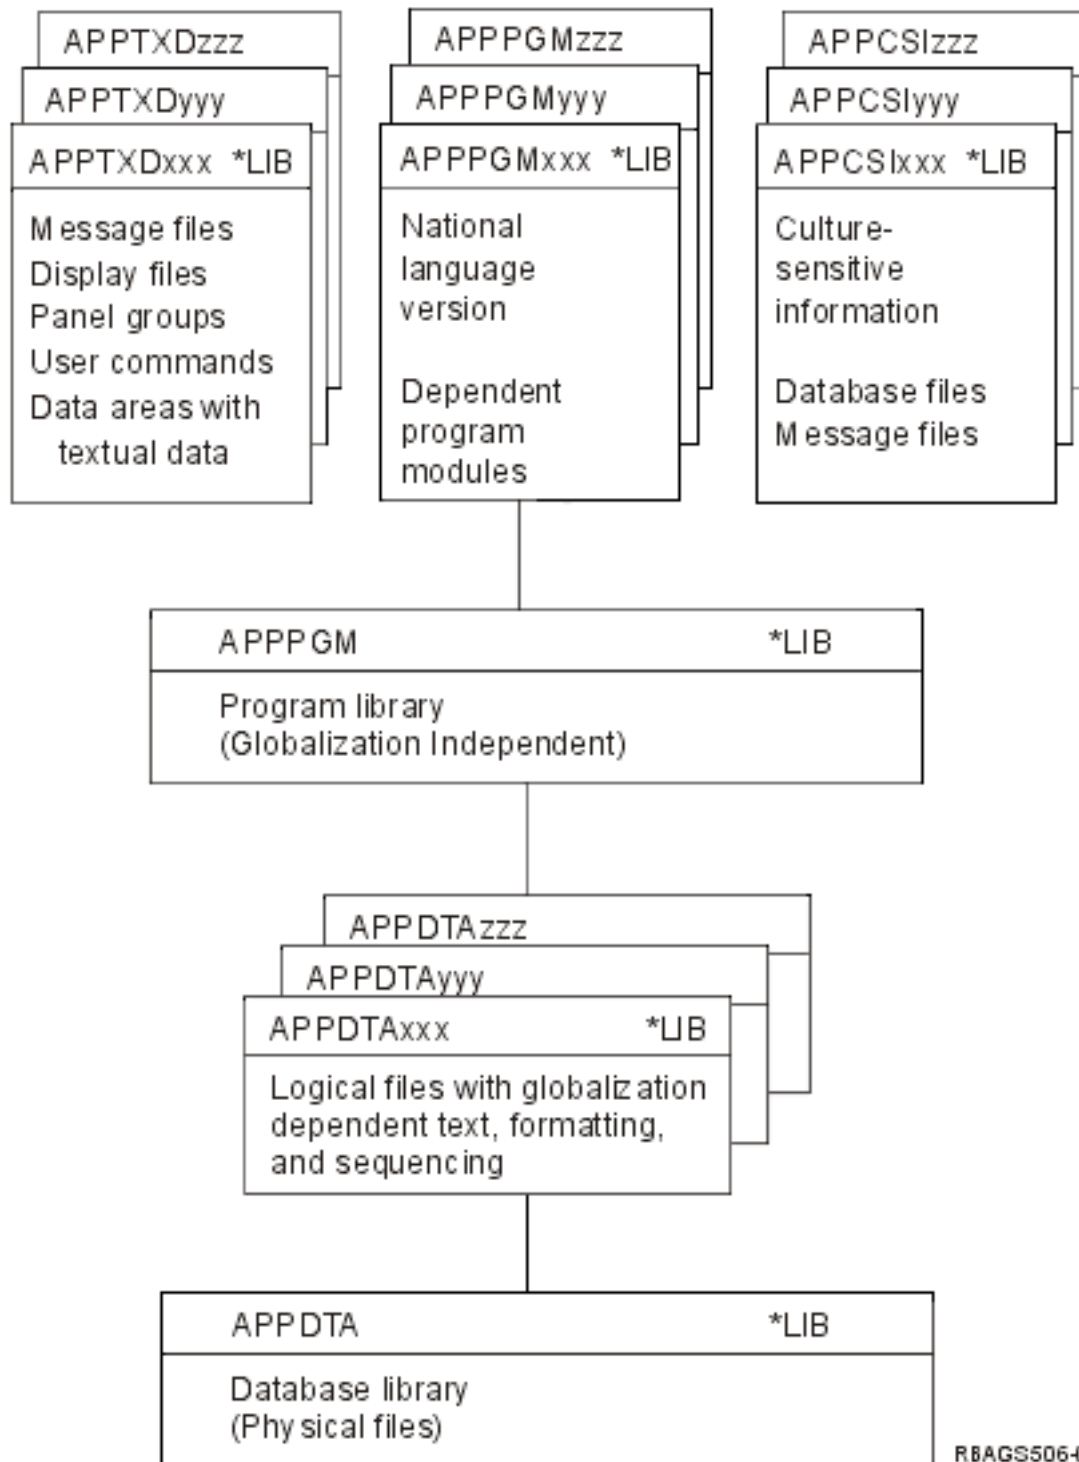 APPTXDzzz
APPTXDyyy
APPTXDxxx *LIB
Message files
Display files
Panel groups
User commands
Data areas with
textual data
APPPGMzzz
APPPGMyyy
APPPGMxxx *LIB
National
language
version
Dependent
program
modules
APPCSIzzz
APPCSIyyy
APPCSIxxx *LIB
Culture-
sensitive
information
Database files
Message files
APPPGM *LIB
Program library
(Globalization Independent)
APPDTAzzz
APPDTAyyy
APPDTAxxx *LIB
Logical files with globalization
dependent text, formatting,
and sequencing
APPDTA *LIB
Database library
(Physical files)